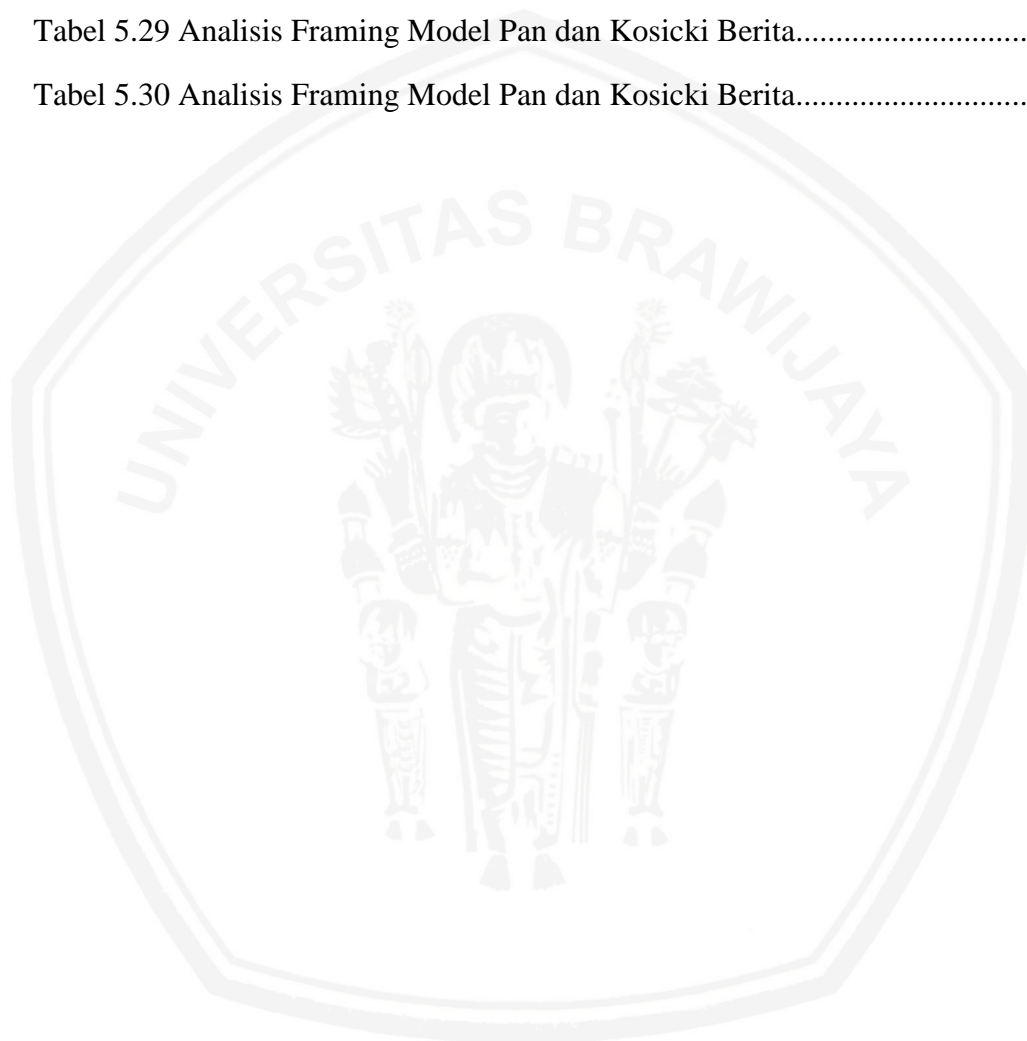 Tabel 5.29 Analisis Framing Model Pan dan Kosicki Berita.............................
Tabel 5.30 Analisis Framing Model Pan dan Kosicki Berita.............................
UNIVERSITAS BRAWIJAYA